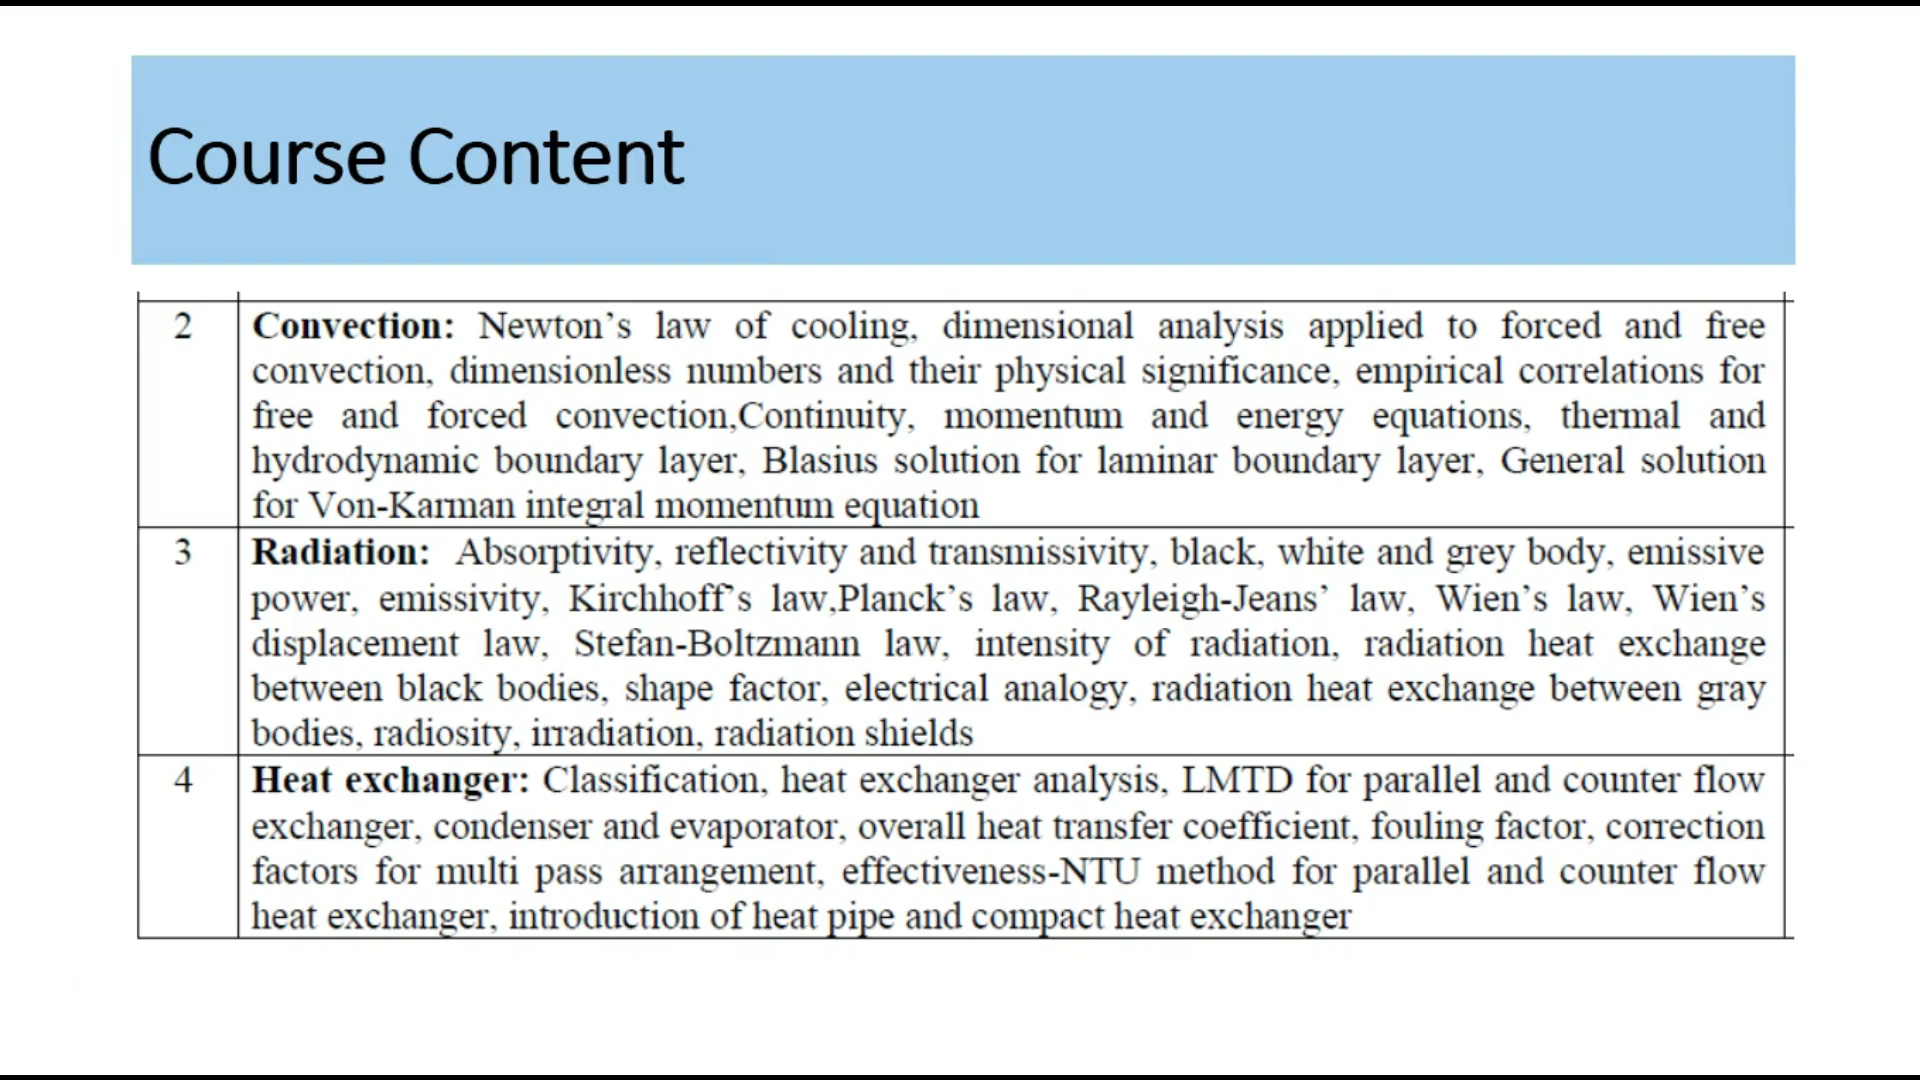 Course Content
2
Convection: Newton’s law of cooling, dimensional analysis applied to forced and free
convection, dimensionless numbers and their physical significance, empirical correlations for
free and forced convection,Continuity, momentum and energy equations, thermal and
hydrodynamic boundary layer, Blasius solution for laminar boundary layer, General solution
for Von-Karman integral momentum equation
3
Radiation: Absorptivity, reflectivity and transmissivity, black, white and grey body, emissive
power, emissivity, Kirchhoff’s law,Planck’s law, Rayleigh-Jeans’ law, Wien’s law, Wien’s
displacement law, Stefan-Boltzmann law, intensity of radiation, radiation heat exchange
between black bodies, shape factor, electrical analogy, radiation heat exchange between gray
bodies, radiosity, irradiation, radiation shields
4
Heat exchanger: Classification, heat exchanger analysis, LMTD for parallel and counter flow
exchanger, condenser and evaporator, overall heat transfer coefficient, fouling factor, correction
factors for multi pass arrangement, effectiveness-NTU method for parallel and counter flow
heat exchanger, introduction of heat pipe and compact heat exchanger